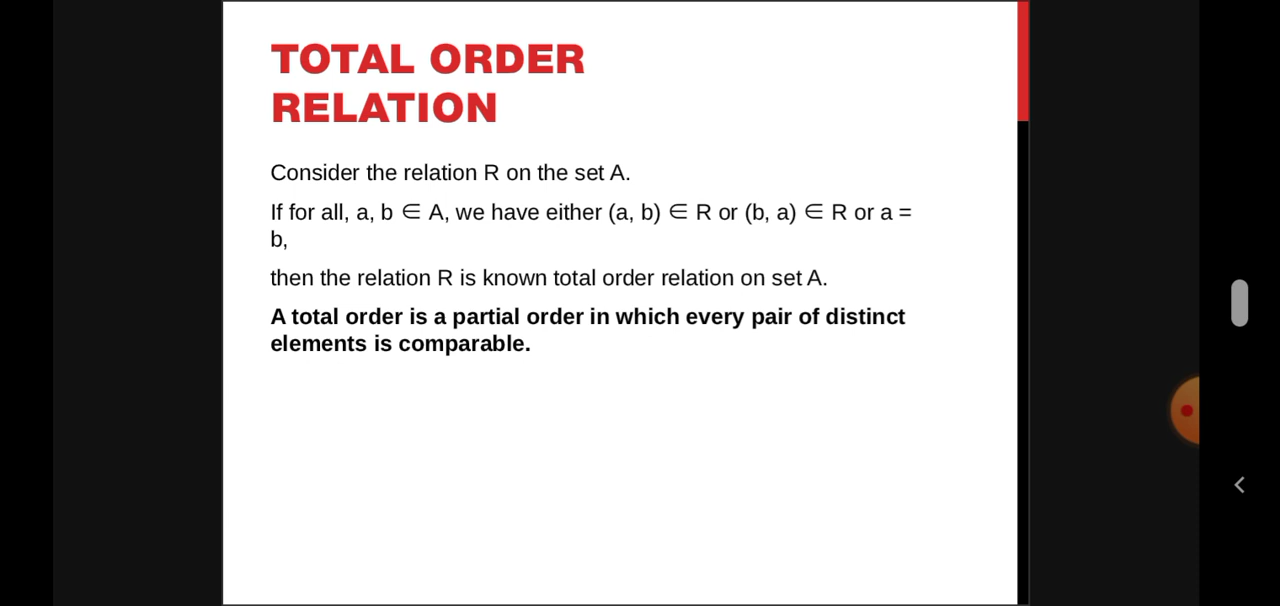 TOTAL ORDER
RELATION
Consider the relation R on the set A.
If for all, a, b ∈ A, we have either (a, b) ∈ R or (b, a) ∈ R or a =
b,
then the relation R is known total order relation on set A.
A total order is a partial order in which every pair of distinct
elements is comparable.